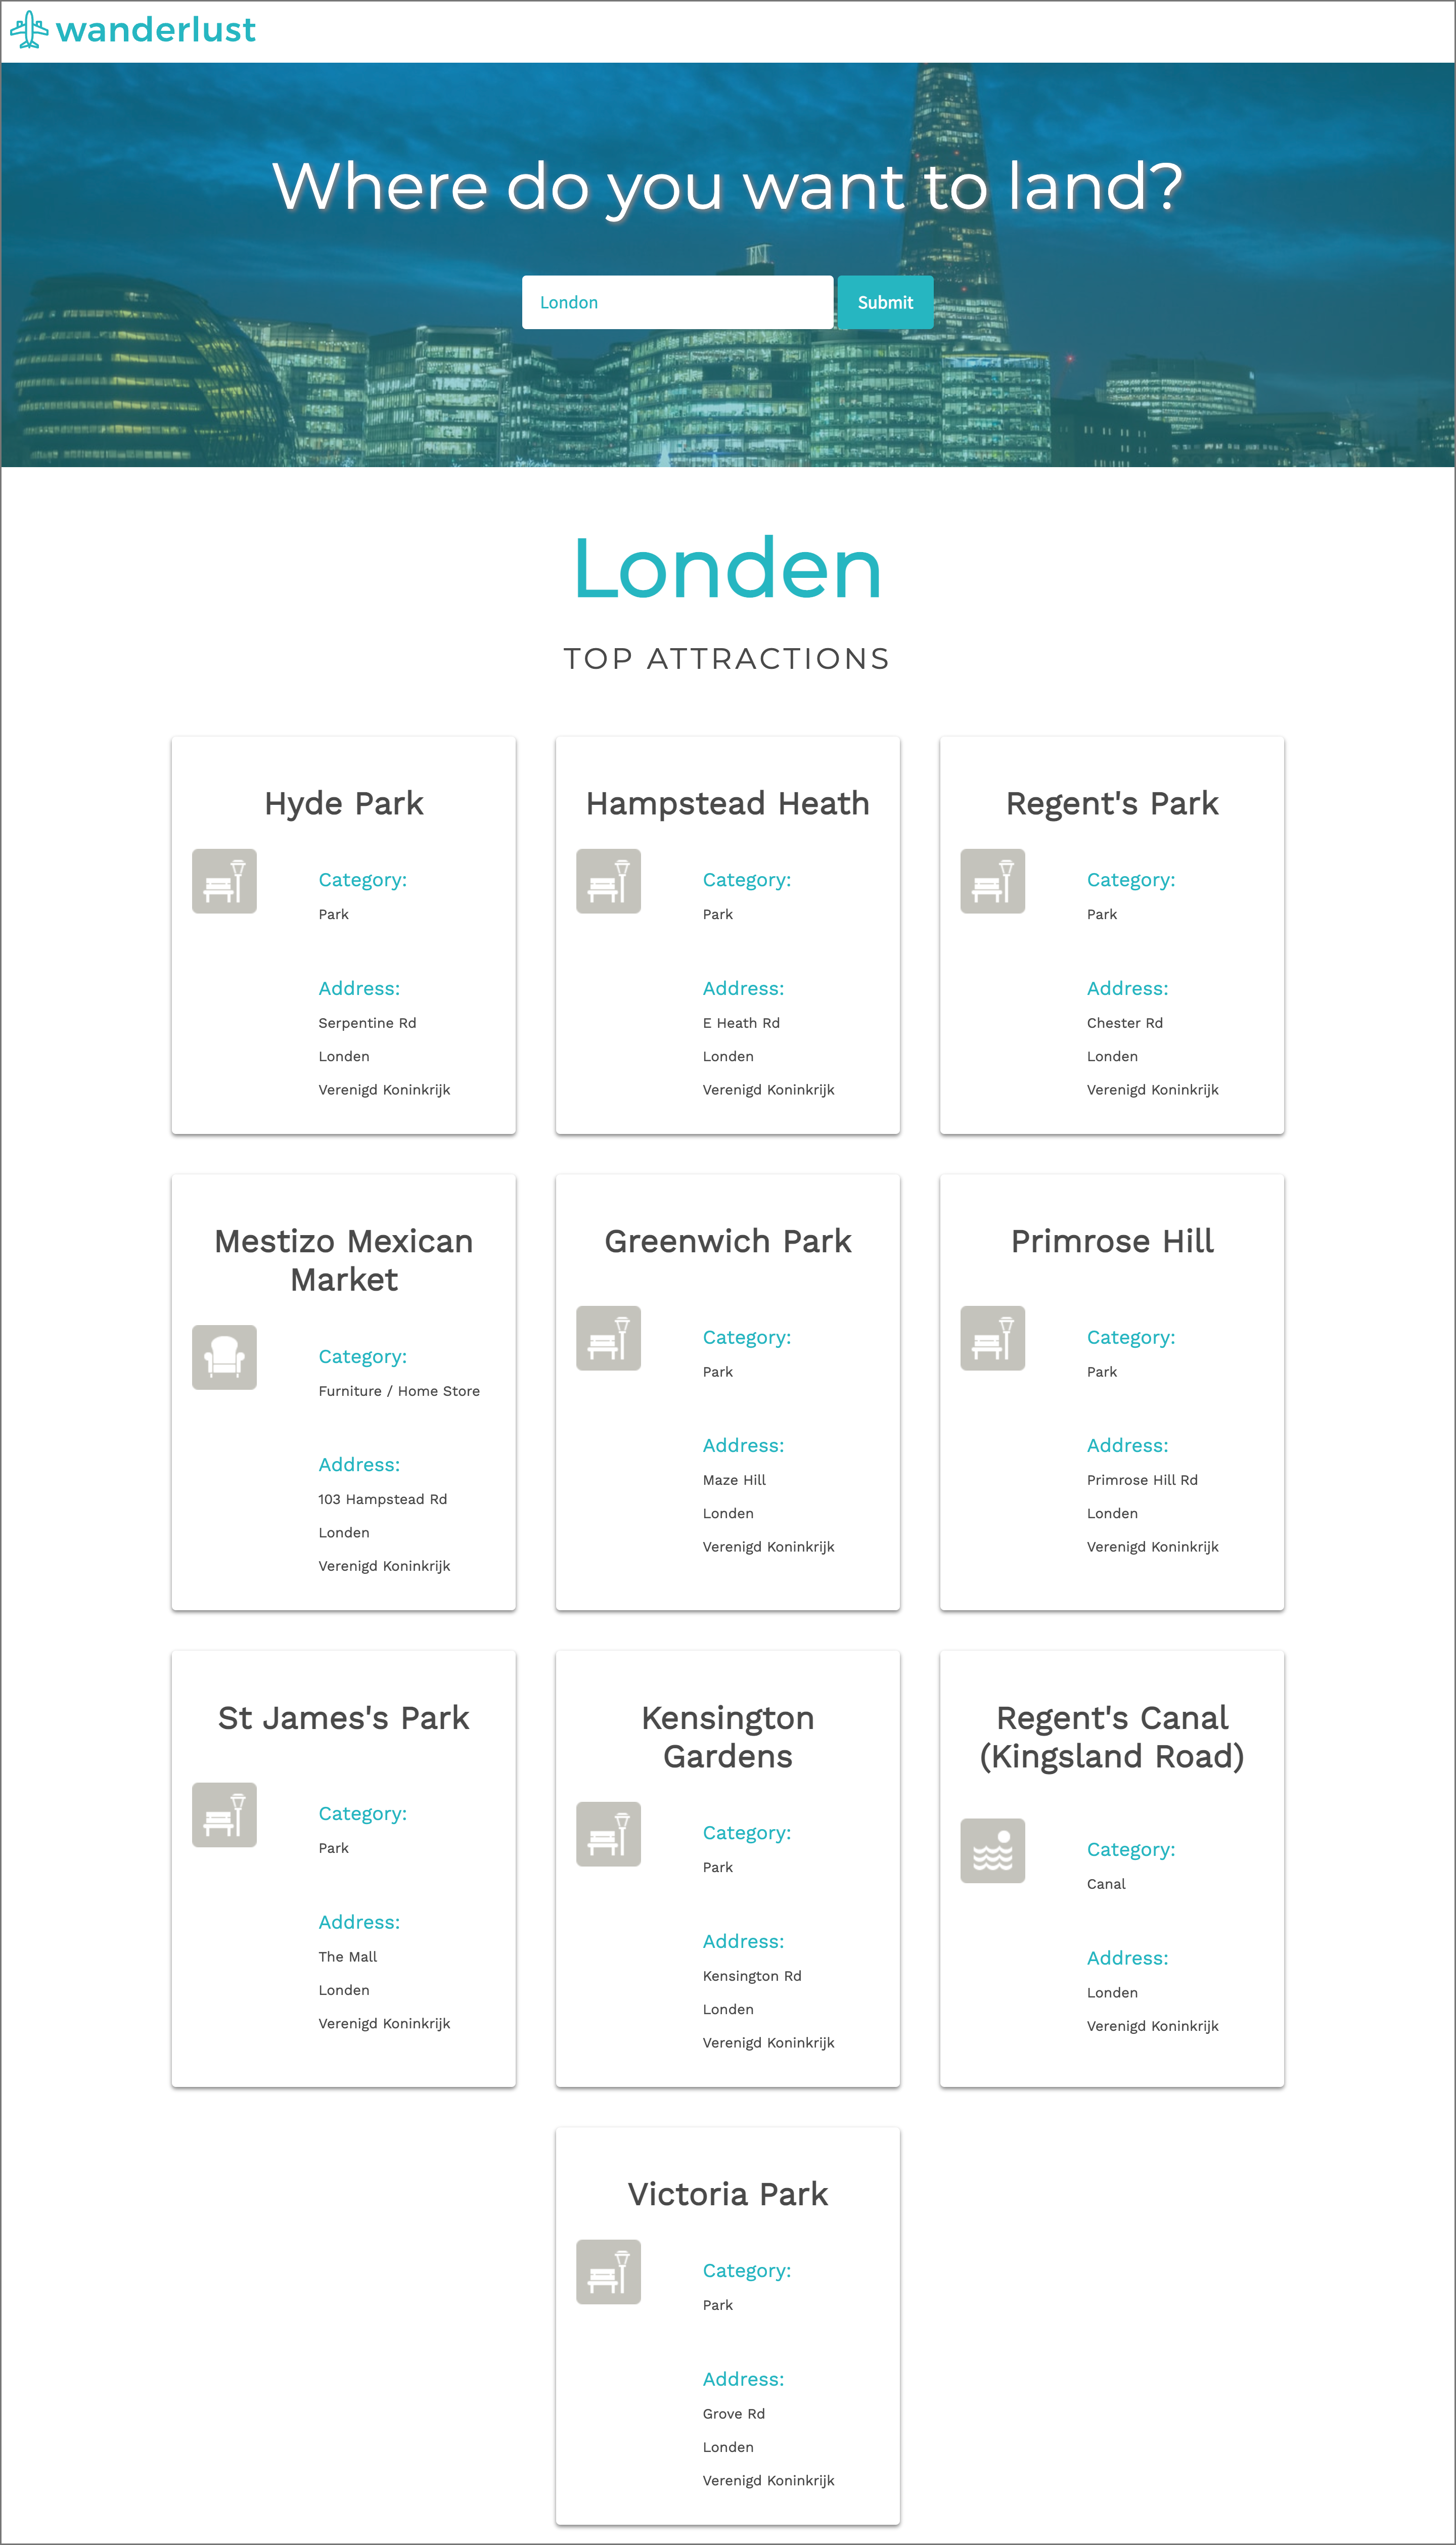 wanderlust
Where do you want to land?
London
Submit
Londen
TOP ATTRACTIONS
Hyde Park
Category:
Park
Address:
Serpentine Rd
Londen
Verenigd Koninkrijk
Hampstead Heath
Category:
Park
Address:
E Heath Rd
Londen
Verenigd Koninkrijk
Regent's Park
Category:
Park
Address:
Chester Rd
Londen
Verenigd Koninkrijk
Mestizo Mexican
Market
Category:
Furniture / Home Store
Address:
103 Hampstead Rd
Londen
Verenigd Koninkrijk
Greenwich Park
Category:
Park
Address:
Maze Hill
Londen
Verenigd Koninkrijk
Primrose Hill
Category:
Park
Address:
Primrose Hill Rd
Londen
Verenigd Koninkrijk
St James's Park
Category:
Park
Address:
The Mall
Londen
Verenigd Koninkrijk
Kensington
Gardens
Category:
Park
Address:
Kensington Rd
Londen
Verenigd Koninkrijk
Regent's Canal
(Kingsland Road)
Category:
Canal
Address:
Londen
Verenigd Koninkrijk
Victoria Park
Category:
Park
Address:
Grove Rd
Londen
Verenigd Koninkrijk